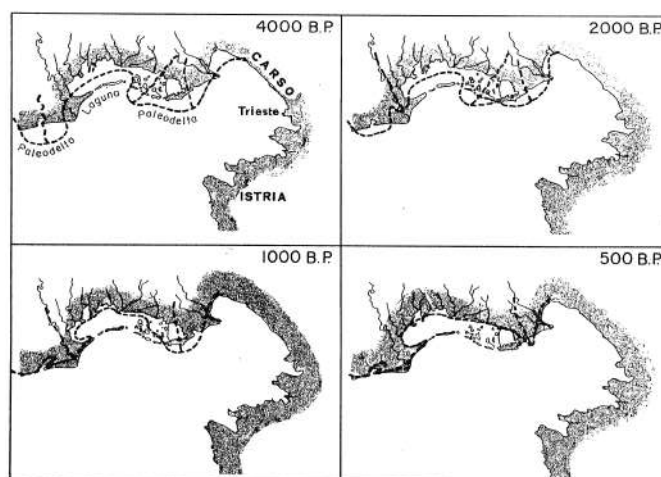 4000 B.P.
CARSO
Laguna
Paleodelta
Trieste
Paleodelta
ISTRIA
2000 B.P.
1000 B.P.
500 B.P.